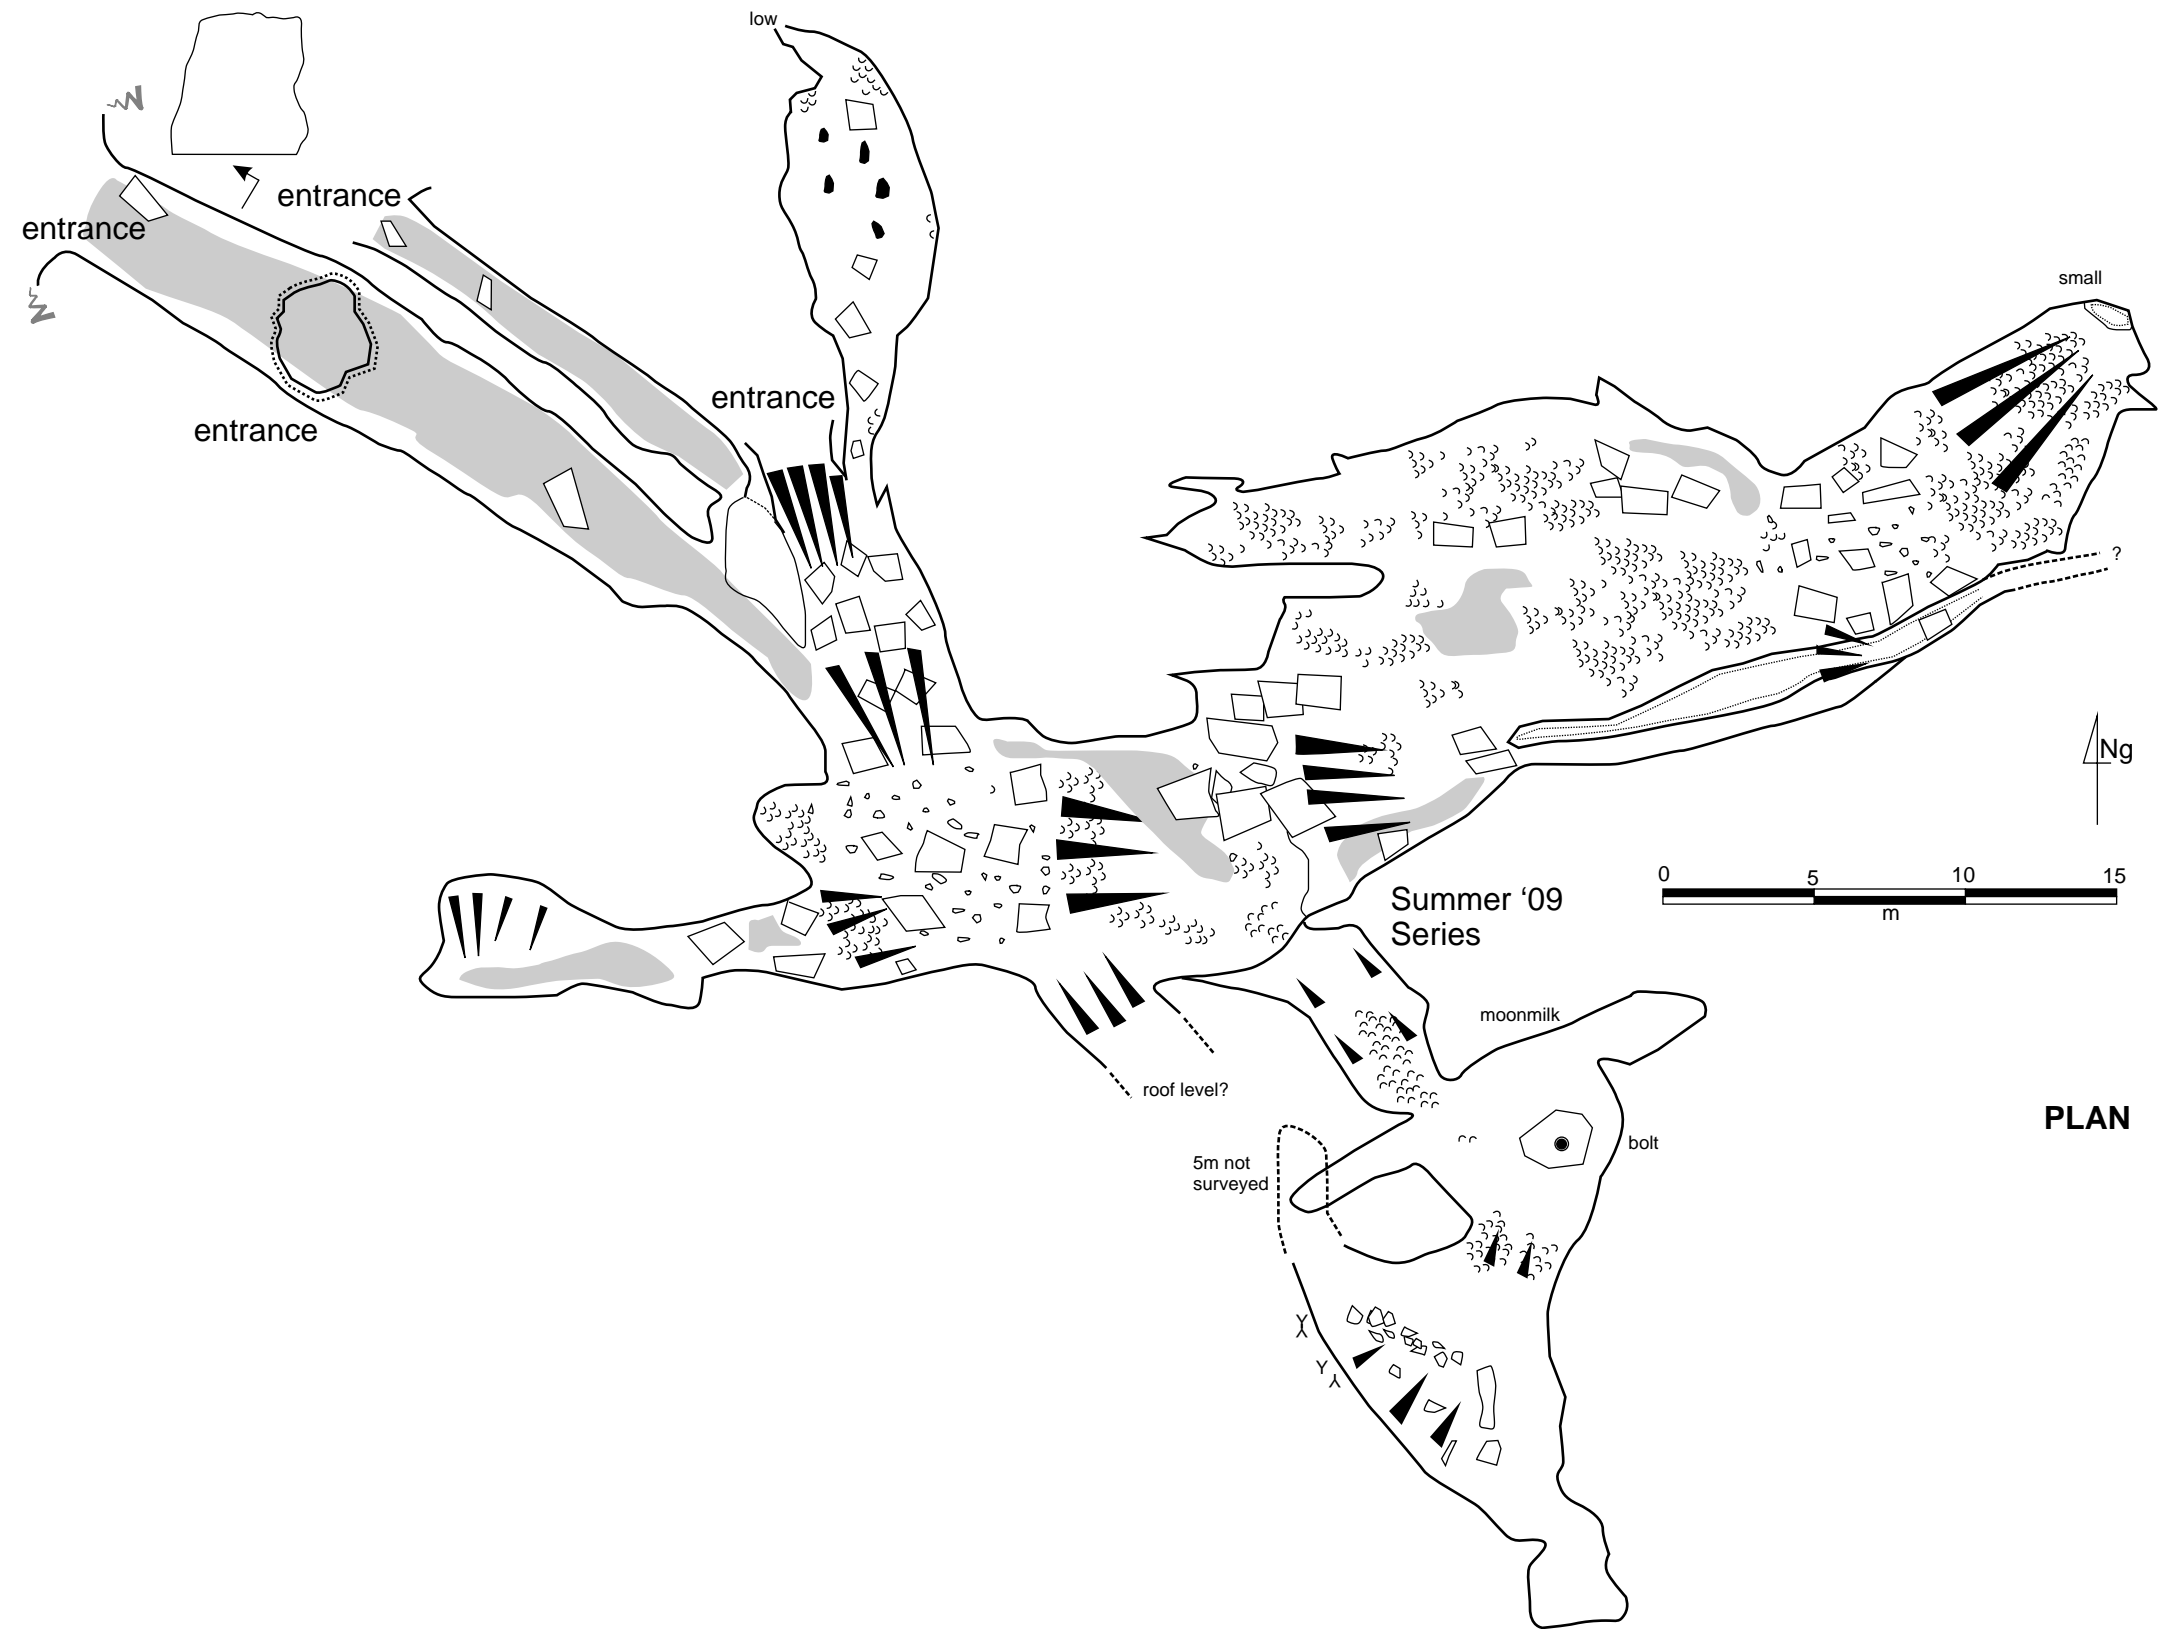 low
entrance
entrance
small
entrance
entrance
?
Ng
0 5 10 15
m
Summer ‘09
Series
moonmilk
roof level?
PLAN
bolt
5m not
surveyed